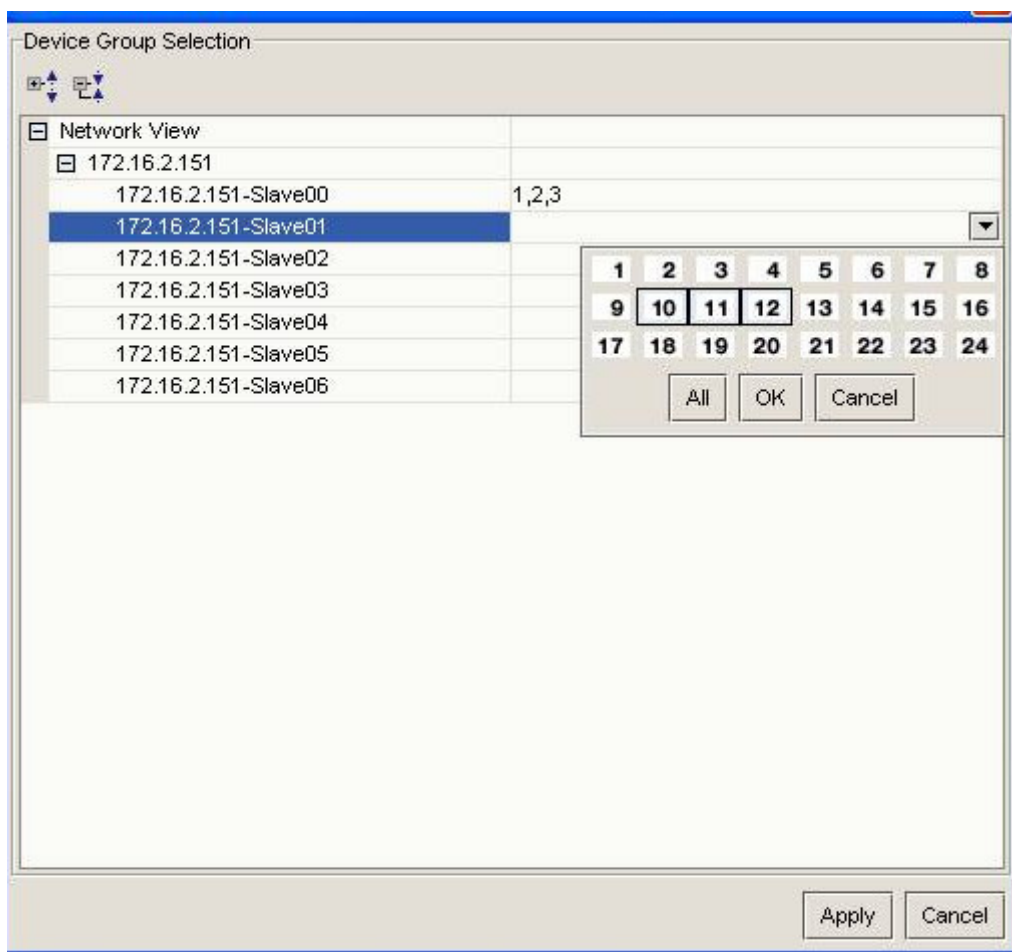 Device Group Selection
Network View
172.16.2.151
172.16.2.151-Slave00 1,2,3
172.16.2.151-Slave01
172.16.2.151-Slave02
172.16.2.151-Slave03
172.16.2.151-Slave04
172.16.2.151-Slave05
172.16.2.151-Slave06
1 2 3 4 5 6 7 8
9 10 11 12 13 14 15 16
17 18 19 20 21 22 23 24
All OK Cancel
Apply Cancel